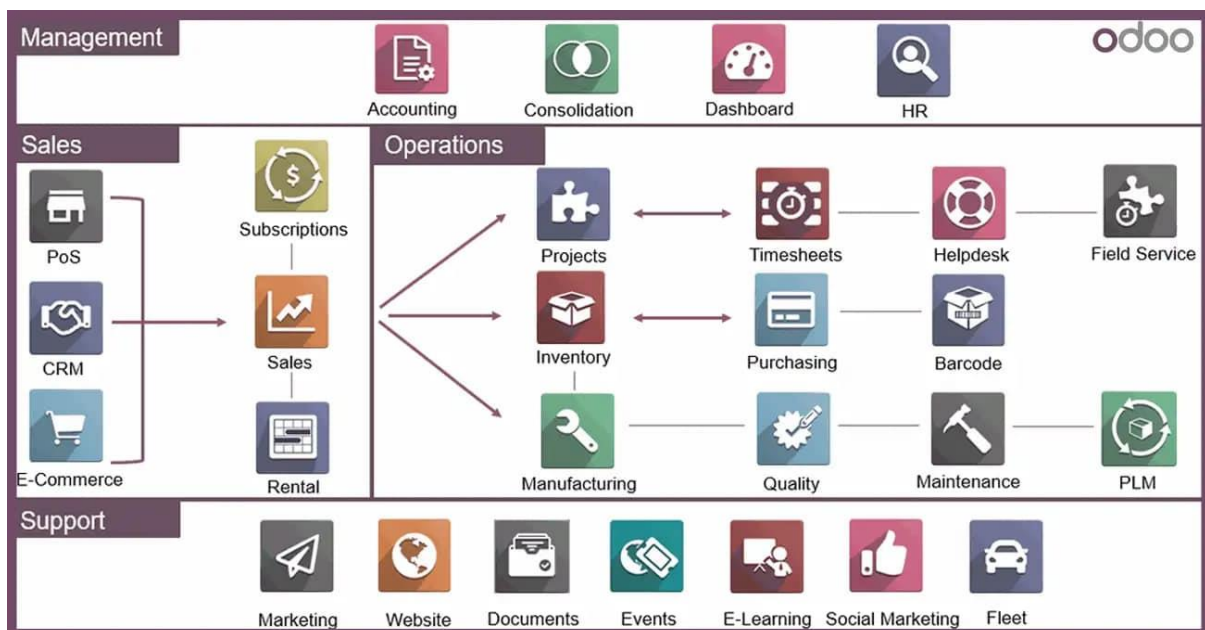 Management
odoo
Accounting
Consolidation
Dashboard
HR
Sales
PoS
CRM
E-Commerce
$
Subscriptions
Sales
Rental
Operations
Projects
Timesheets
Helpdesk
Field Service
Inventory
Purchasing
Barcode
Manufacturing
Quality
Maintenance
PLM
Support
Marketing
Website
Documents
Events
E-Learning
Social Marketing
Fleet